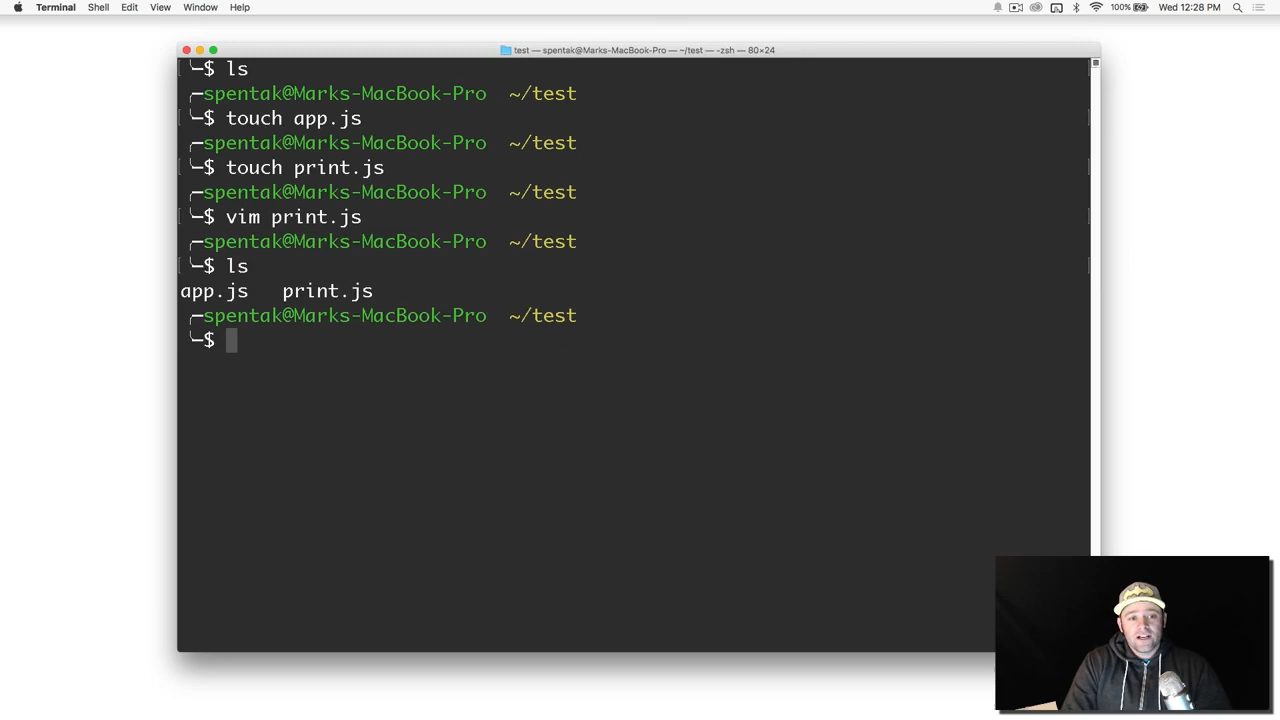 Terminal Shell Edit View Window Help 100% Wed 12:28 PM
test — spentak@Marks-MacBook-Pro — ~/test — -zsh — 80×24
╰─$ ls
╭─spentak@Marks-MacBook-Pro ~/test
╰─$ touch app.js
╭─spentak@Marks-MacBook-Pro ~/test
╰─$ touch print.js
╭─spentak@Marks-MacBook-Pro ~/test
╰─$ vim print.js
╭─spentak@Marks-MacBook-Pro ~/test
╰─$ ls
app.js print.js
╭─spentak@Marks-MacBook-Pro ~/test
╰─$